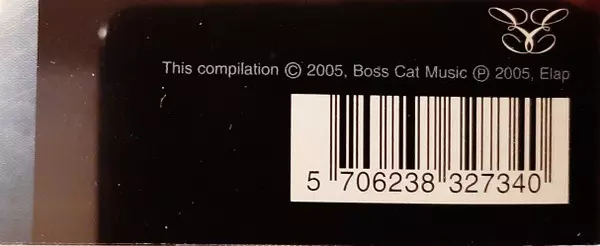 This compilation © 2005, Boss Cat Music ℗ 2005, Elap
5 706238 327340